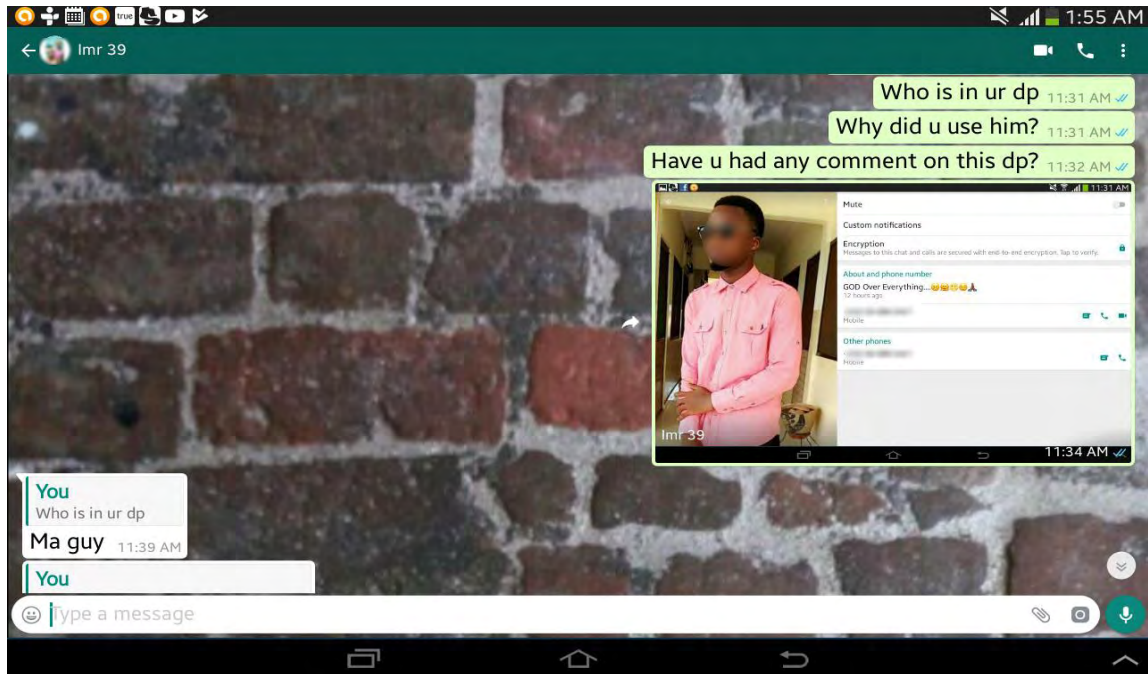 true
1:55 AM
Imr 39
Who is in ur dp 11:31 AM
Why did u use him? 11:31 AM
Have u had any comment on this dp? 11:32 AM
11:31 AM
Mute
Custom notifications
Encryption
Messages to this chat and calls are secured with end-to-end encryption. Tap to verify.
About and phone number
GOD Over Everything...
12 hours ago
Mobile
Other phones
Mobile
Imr 39
11:34 AM
You
Who is in ur dp
Ma guy 11:39 AM
You
Type a message